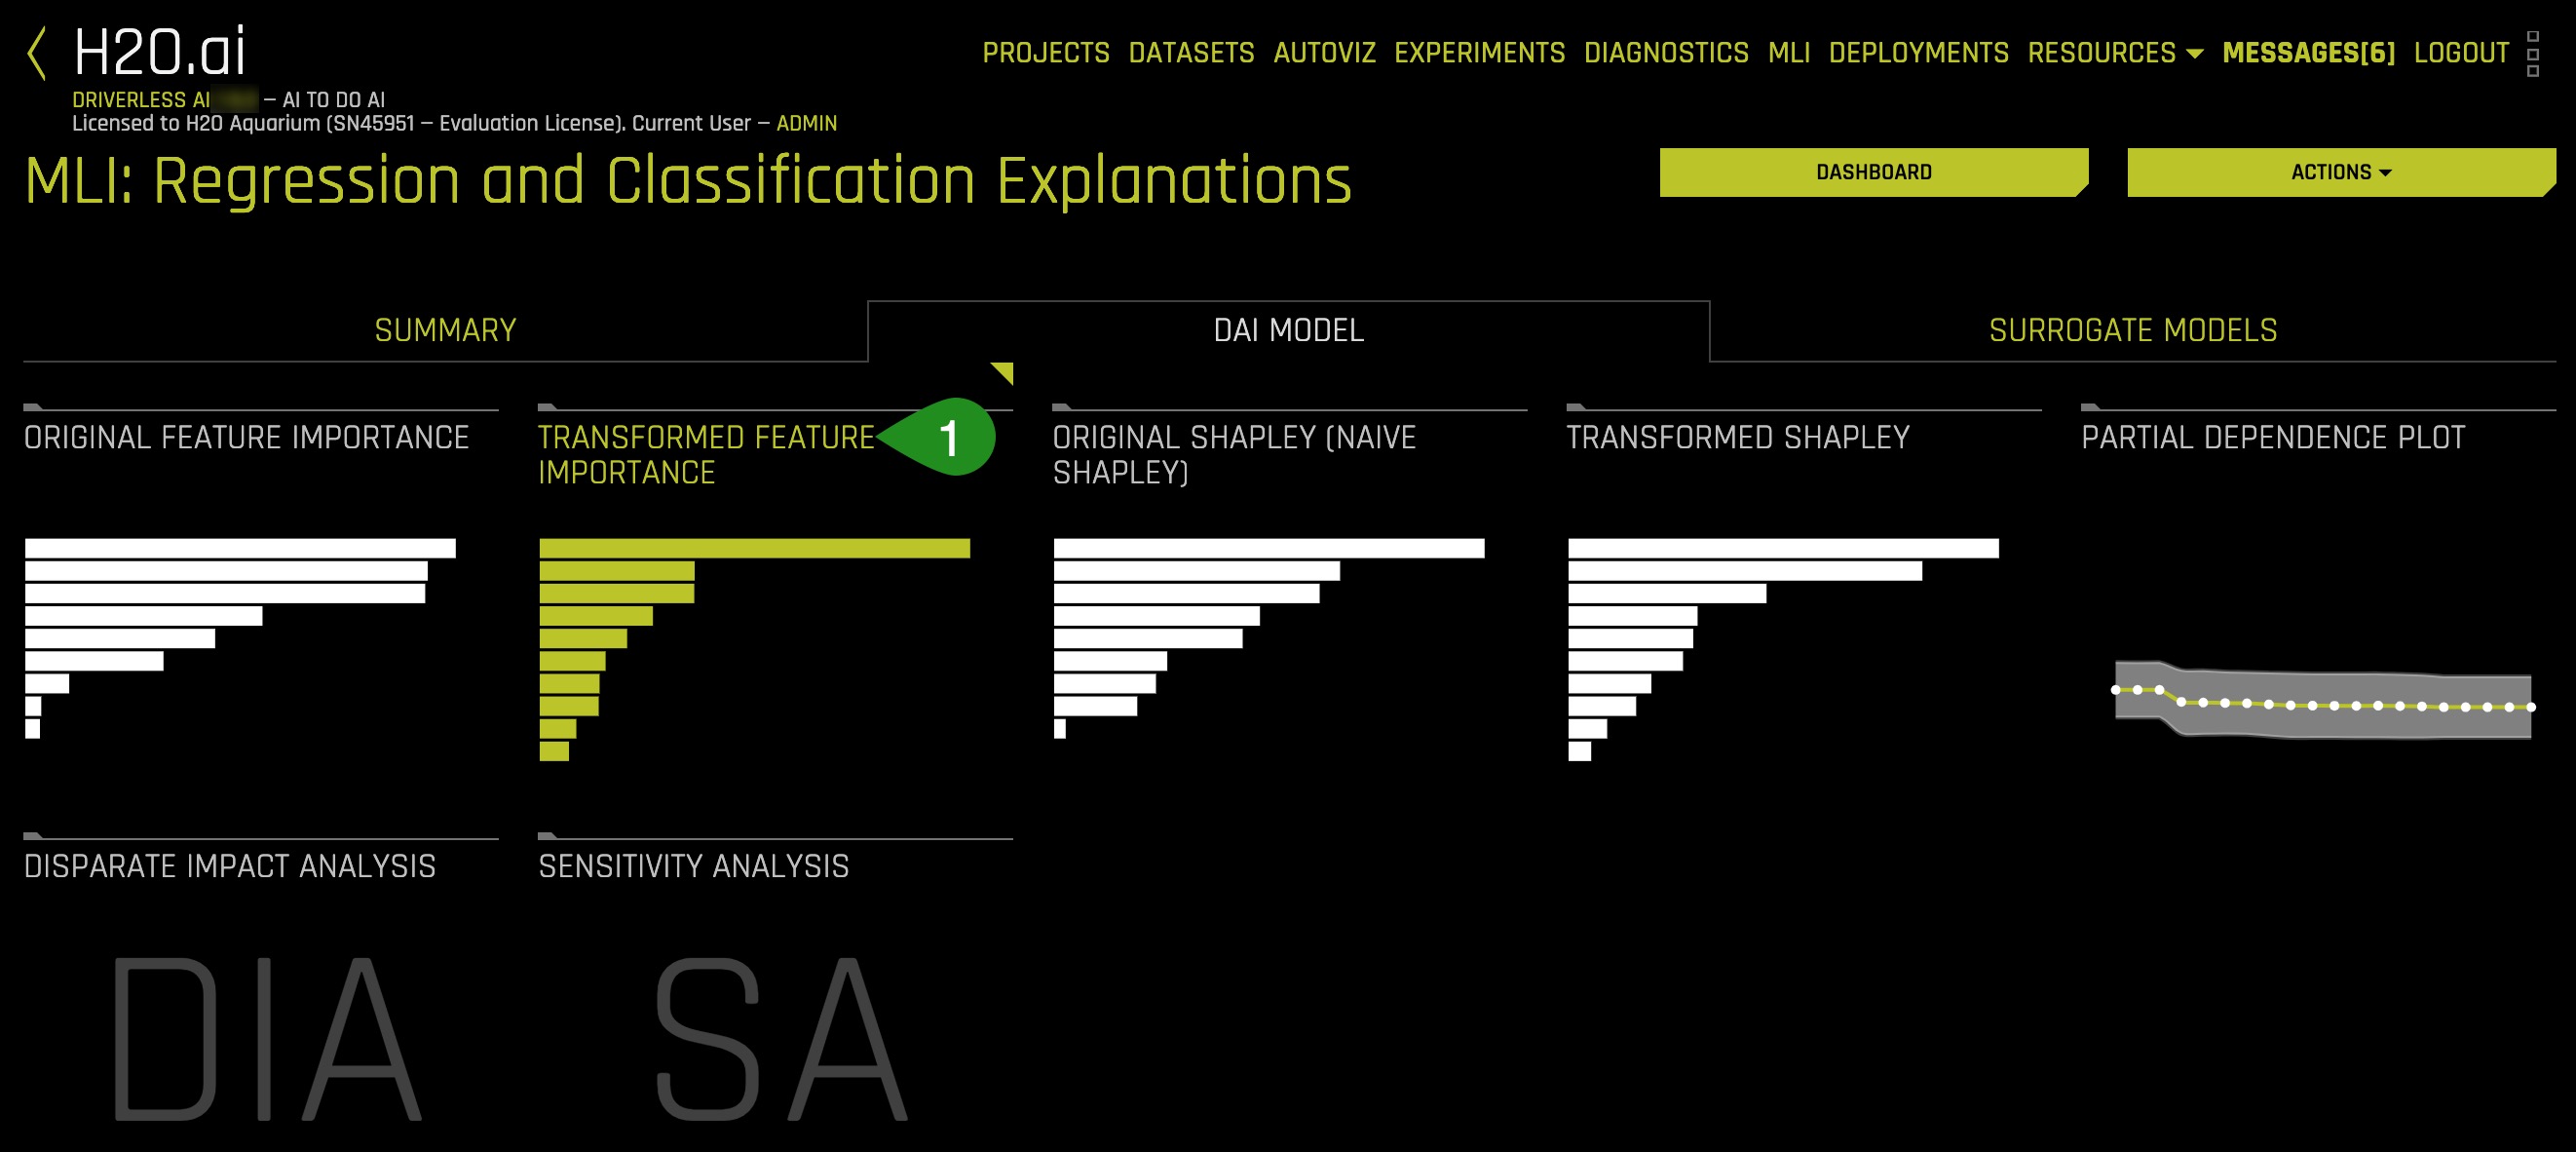 H2O.ai
PROJECTS DATASETS AUTOVIZ EXPERIMENTS DIAGNOSTICS MLI DEPLOYMENTS RESOURCES MESSAGES[6] LOGOUT
DRIVERLESS AI — AI TO DO AI
Licensed to H2O Aquarium (SN45951 — Evaluation License). Current User — ADMIN
MLI: Regression and Classification Explanations
DASHBOARD
ACTIONS
SUMMARY
DAI MODEL
SURROGATE MODELS
ORIGINAL FEATURE IMPORTANCE
TRANSFORMED FEATURE
IMPORTANCE
1
ORIGINAL SHAPLEY (NAIVE
SHAPLEY)
TRANSFORMED SHAPLEY
PARTIAL DEPENDENCE PLOT
DISPARATE IMPACT ANALYSIS
SENSITIVITY ANALYSIS
DIA
SA